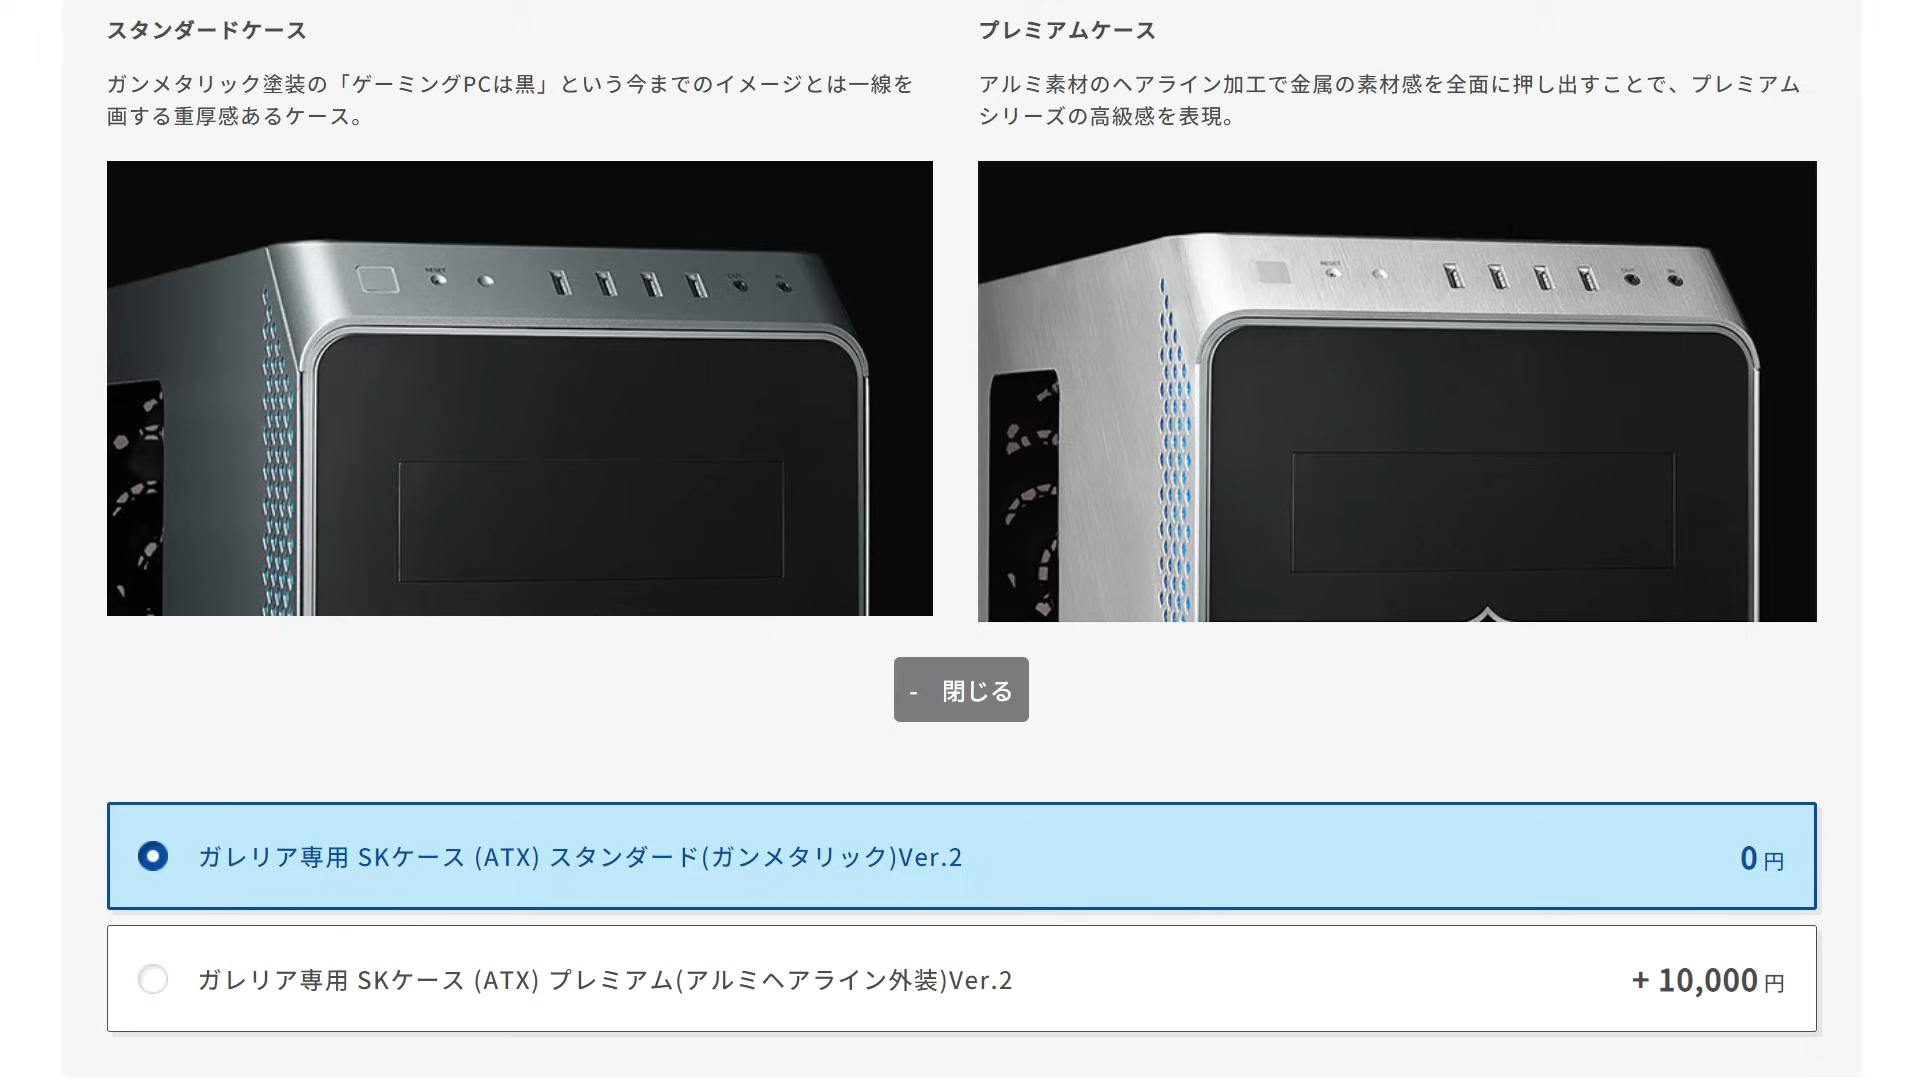 スタンダードケース
ガンメタリック塗装の「ゲーミングPCは黒」という今までのイメージとは一線を
画する重厚感あるケース。
RESET
OUT
IN
プレミアムケース
アルミ素材のヘアライン加工で金属の素材感を全面に押し出すことで、プレミアム
シリーズの高級感を表現。
RESET
OUT
IN
- 閉じる
ガレリア専用 SKケース (ATX) スタンダード(ガンメタリック)Ver.2
0 円
ガレリア専用 SKケース (ATX) プレミアム(アルミヘアライン外装)Ver.2
+ 10,000 円